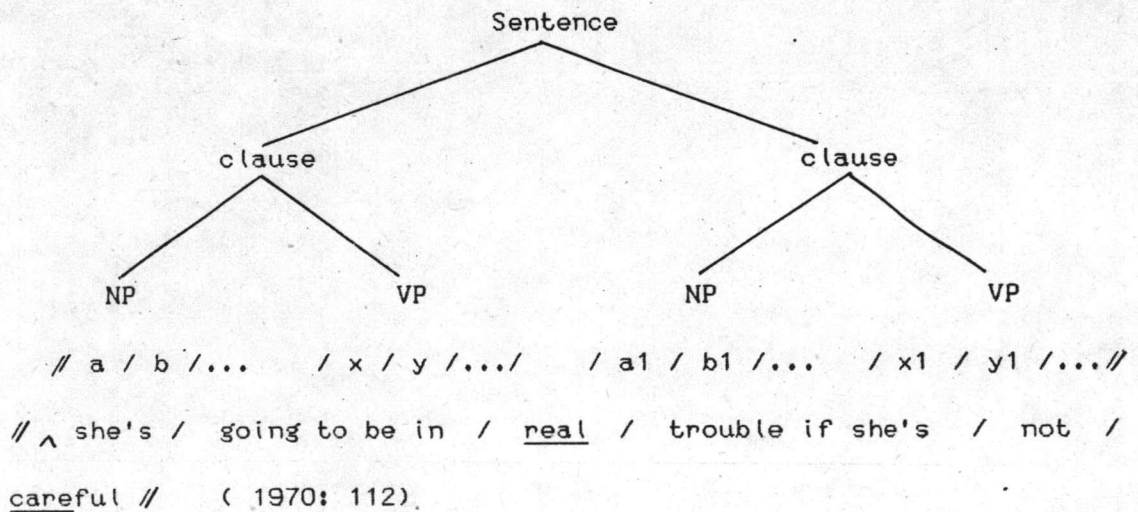 Sentence
clause clause
NP VP NP VP
// a / b /... / x / y /.../ / a1 / b1 /... / x1 / y1 /...//
// ^ she's / going to be in / real / trouble if she's / not /
careful // ( 1970: 112)